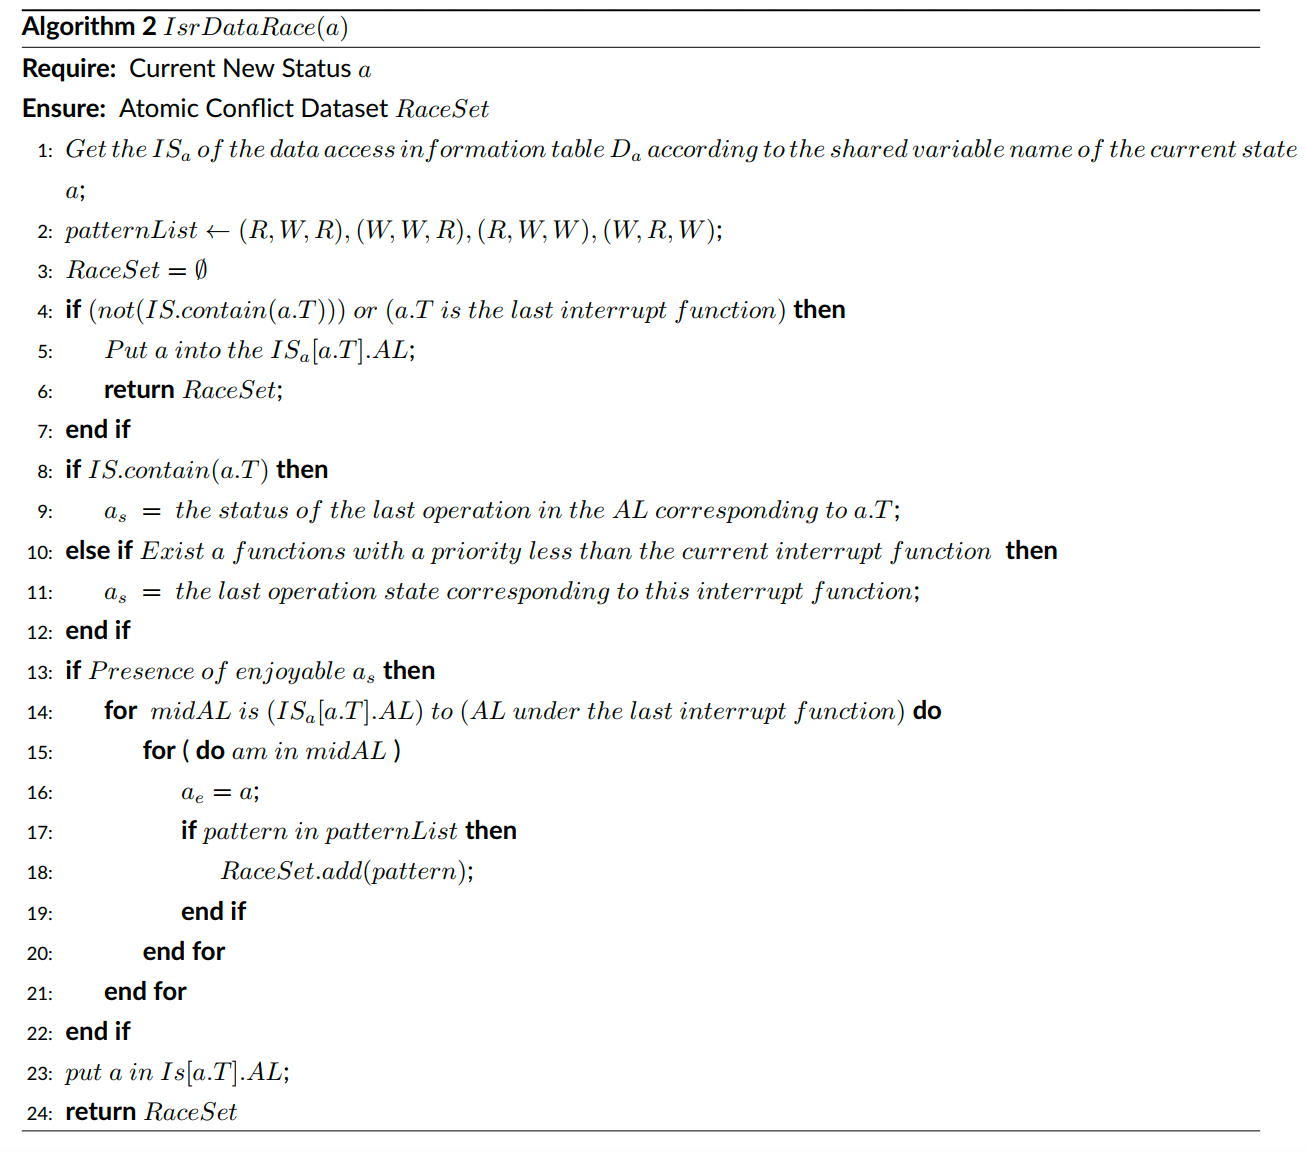 Algorithm 2 IsrDataRace(a)
Require: Current New Status a
Ensure: Atomic Conflict Dataset RaceSet
1: Get the IS_a of the data access information table D_a according to the shared variable name of the current state
a;
2: patternList ← (R, W, R), (W, W, R), (R, W, W), (W, R, W);
3: RaceSet = ∅
4: if (not(IS.contain(a.T))) or (a.T is the last interrupt function) then
5: Put a into the IS_a[a.T].AL;
6: return RaceSet;
7: end if
8: if IS.contain(a.T) then
9: a_s = the status of the last operation in the AL corresponding to a.T;
10: else if Exist a functions with a priority less than the current interrupt function then
11: a_s = the last operation state corresponding to this interrupt function;
12: end if
13: if Presence of enjoyable a_s then
14: for midAL is (IS_a[a.T].AL) to (AL under the last interrupt function) do
15: for ( do am in midAL )
16: a_e = a;
17: if pattern in patternList then
18: RaceSet.add(pattern);
19: end if
20: end for
21: end for
22: end if
23: put a in Is[a.T].AL;
24: return RaceSet